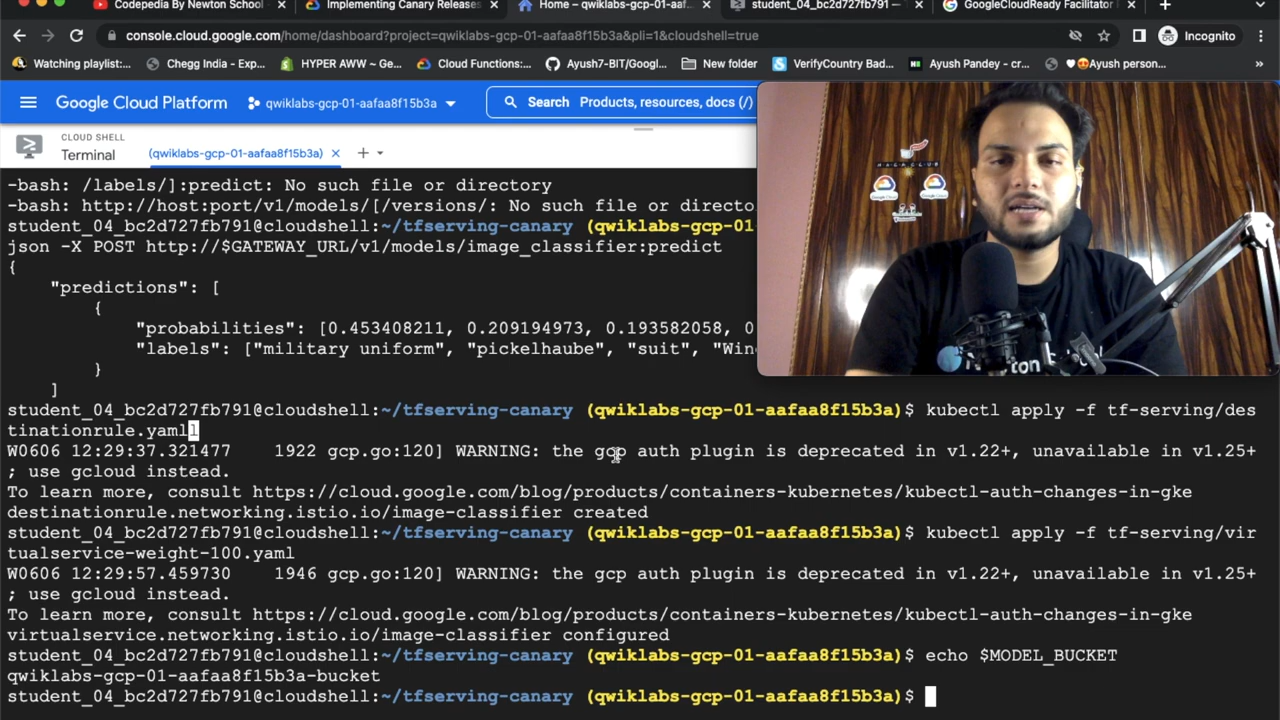 Codepedia By Newton School -
Implementing Canary Releases
Home – qwiklabs-gcp-01-aaf...
student_04_bc2d727fb791 –
GoogleCloudReady Facilitator
console.cloud.google.com/home/dashboard?project=qwiklabs-gcp-01-aafaa8f15b3a&pli=1&cloudshell=true
Incognito
Watching playlist:...
Chegg India - Exp...
HYPER AWW ~ Ge...
Cloud Functions:...
Ayush7-BIT/Googl...
New folder
VerifyCountry Bad...
Ayush Pandey - cr...
Ayush person...
Google Cloud Platform
qwiklabs-gcp-01-aafaa8f15b3a
Search Products, resources, docs (/)
CLOUD SHELL
Terminal
(qwiklabs-gcp-01-aafaa8f15b3a)
-bash: /labels/]:predict: No such file or directory
-bash: http://host:port/v1/models/[/versions/: No such file or directo
student_04_bc2d727fb791@cloudshell:~/tfserving-canary (qwiklabs-gcp-01
json -X POST http://$GATEWAY_URL/v1/models/image_classifier:predict
{
"predictions": [
{
"probabilities": [0.453408211, 0.209194973, 0.193582058, 0
"labels": ["military uniform", "pickelhaube", "suit", "Win
}
]
student_04_bc2d727fb791@cloudshell:~/tfserving-canary (qwiklabs-gcp-01-aafaa8f15b3a)$ kubectl apply -f tf-serving/des
tinationrule.yamll
W0606 12:29:37.321477 1922 gcp.go:120] WARNING: the gcp auth plugin is deprecated in v1.22+, unavailable in v1.25+
; use gcloud instead.
To learn more, consult https://cloud.google.com/blog/products/containers-kubernetes/kubectl-auth-changes-in-gke
destinationrule.networking.istio.io/image-classifier created
student_04_bc2d727fb791@cloudshell:~/tfserving-canary (qwiklabs-gcp-01-aafaa8f15b3a)$ kubectl apply -f tf-serving/vir
tualservice-weight-100.yaml
W0606 12:29:57.459730 1946 gcp.go:120] WARNING: the gcp auth plugin is deprecated in v1.22+, unavailable in v1.25+
; use gcloud instead.
To learn more, consult https://cloud.google.com/blog/products/containers-kubernetes/kubectl-auth-changes-in-gke
virtualservice.networking.istio.io/image-classifier configured
student_04_bc2d727fb791@cloudshell:~/tfserving-canary (qwiklabs-gcp-01-aafaa8f15b3a)$ echo $MODEL_BUCKET
qwiklabs-gcp-01-aafaa8f15b3a-bucket
student_04_bc2d727fb791@cloudshell:~/tfserving-canary (qwiklabs-gcp-01-aafaa8f15b3a)$